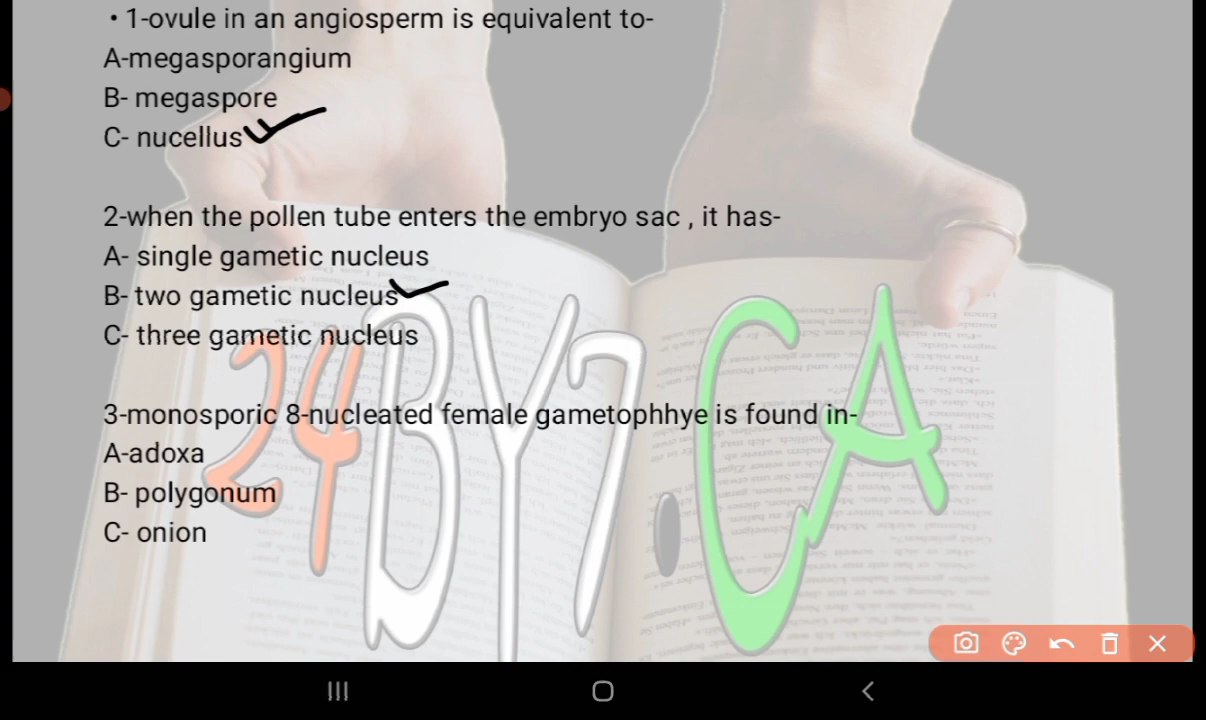 • 1-ovule in an angiosperm is equivalent to-
A-megasporangium
B- megaspore
C- nucellus
2-when the pollen tube enters the embryo sac , it has-
A- single gametic nucleus
B- two gametic nucleus
C- three gametic nucleus
3-monosporic 8-nucleated female gametophhye is found in-
A-adoxa
B- polygonum
C- onion
24BY7.CA